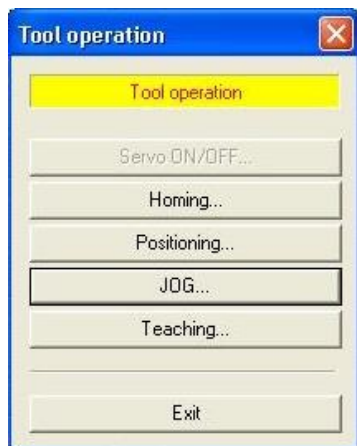 Tool operation
Tool operation
Servo ON/OFF...
Homing...
Positioning...
JOG...
Teaching...
Exit